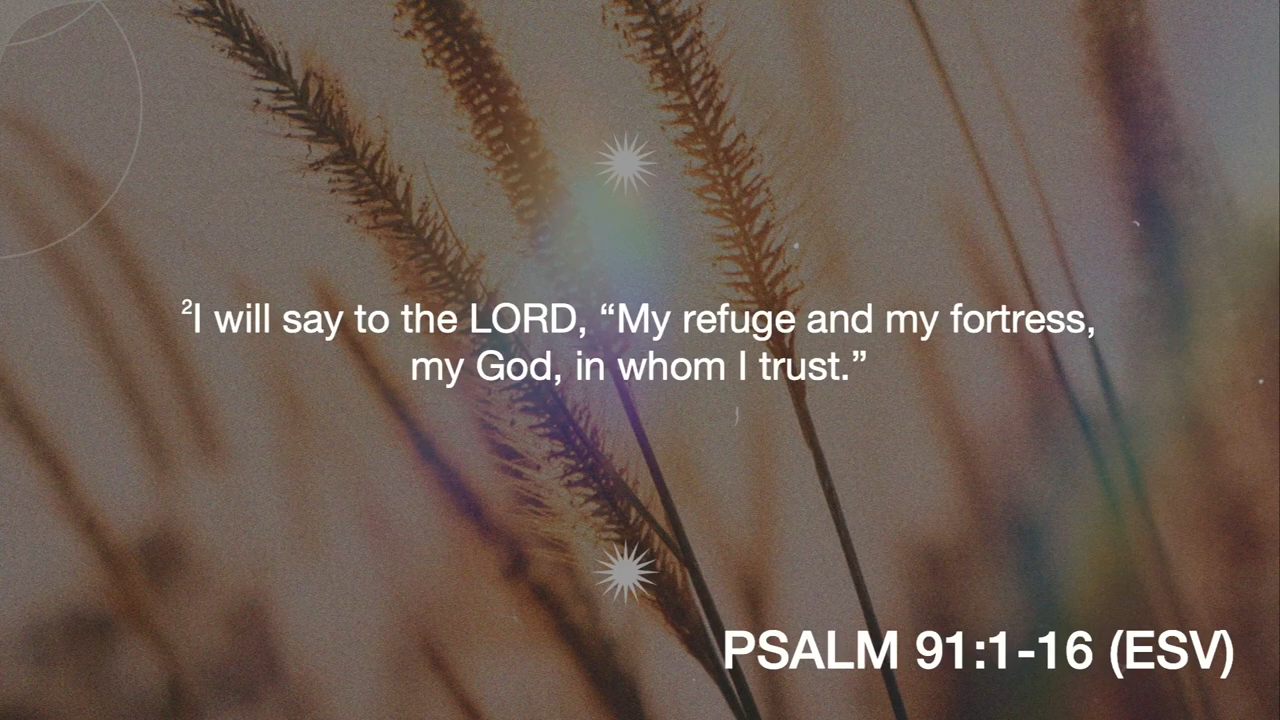 ²I will say to the LORD, “My refuge and my fortress,
my God, in whom I trust.”
PSALM 91:1-16 (ESV)